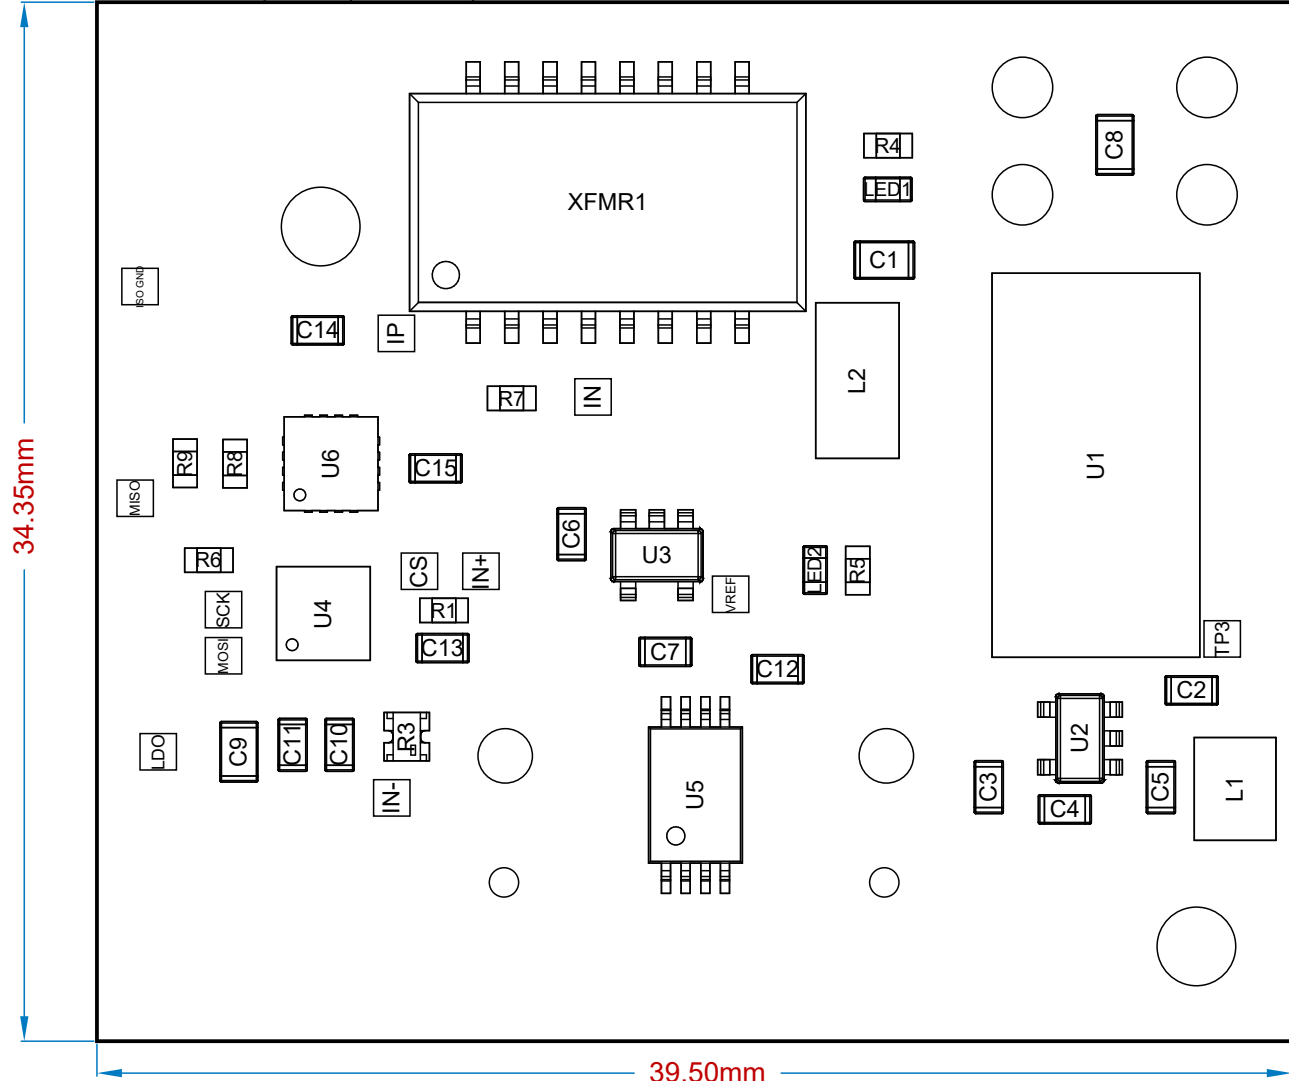 R4
C8
LED1
XFMR1
C1
ISO GND
C14
IP
L2
R7
IN
R9
R8
U6
C15
U1
MISO
C6
U3
LED2
R5
R6
CS
IN+
VREF
SCK
U4
R1
TP3
MOSI
C13
C7
C12
C2
34.35mm
LDO
C9
C11
C10
R3
U2
IN-
U5
C3
C4
C5
L1
39.50mm